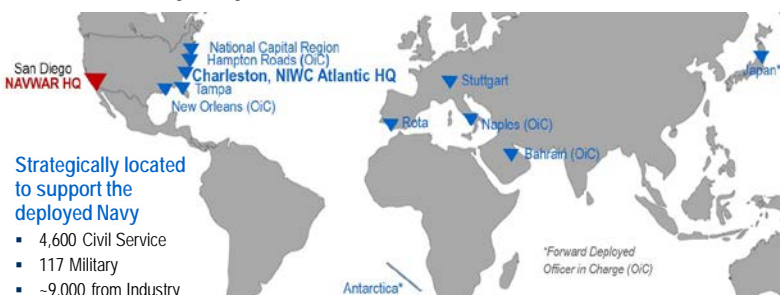 National Capital Region
Hampton Roads (OiC)
Charleston, NIWC Atlantic HQ
San Diego
NAVWAR HQ
Tampa
New Orleans (OiC)
Stuttgart
Japan*
Rota
Naples (OiC)
Bahrain (OiC)
Strategically located
to support the
deployed Navy
▪ 4,600 Civil Service
▪ 117 Military
▪ ~9,000 from Industry
*Forward Deployed
Officer in Charge (OiC)
Antarctica*